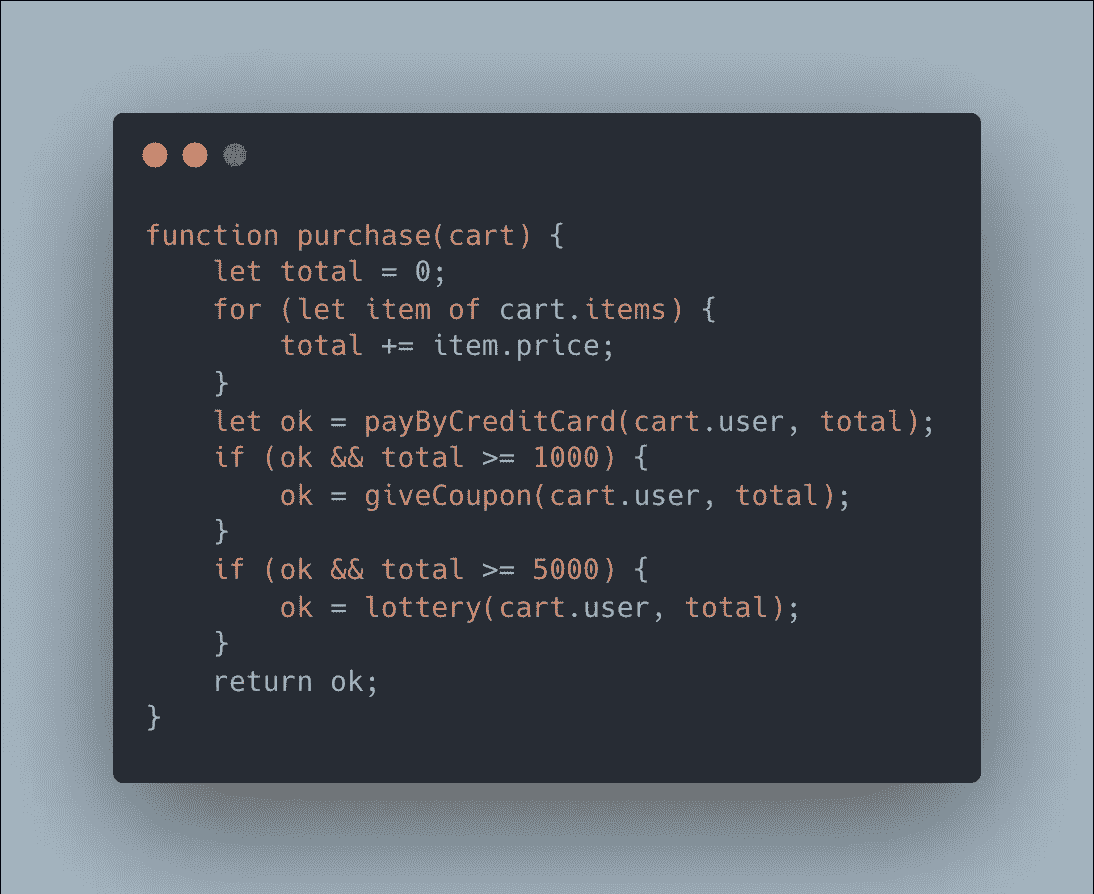 function purchase(cart) {
    let total = 0;
    for (let item of cart.items) {
        total += item.price;
    }
    let ok = payByCreditCard(cart.user, total);
    if (ok && total >= 1000) {
        ok = giveCoupon(cart.user, total);
    }
    if (ok && total >= 5000) {
        ok = lottery(cart.user, total);
    }
    return ok;
}